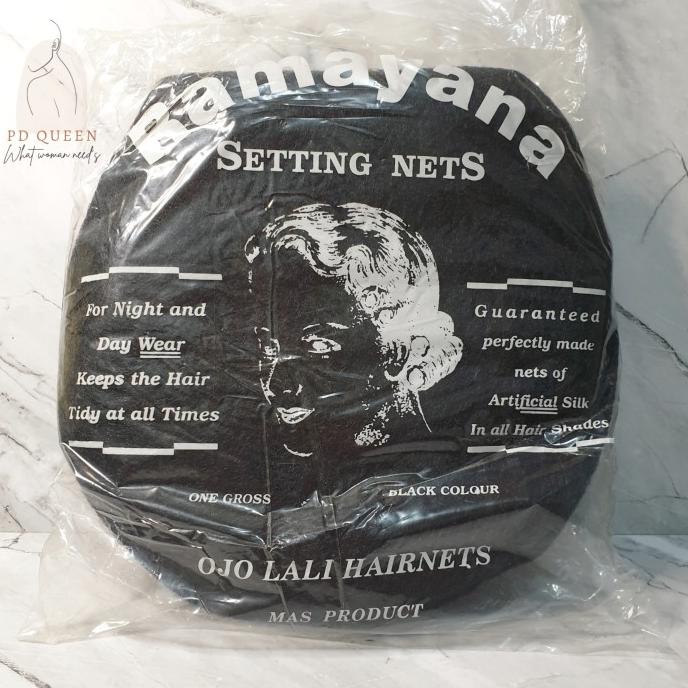 PD QUEEN
What woman need's
Ramayana
SETTING NETS
For Night and
Day Wear
Keeps the Hair
Tidy at all Times
Guaranteed
perfectly made
nets of
Artificial Silk
In all Hair Shades
ONE GROSS
BLACK COLOUR
OJO LALI HAIRNETS
MAS PRODUCT